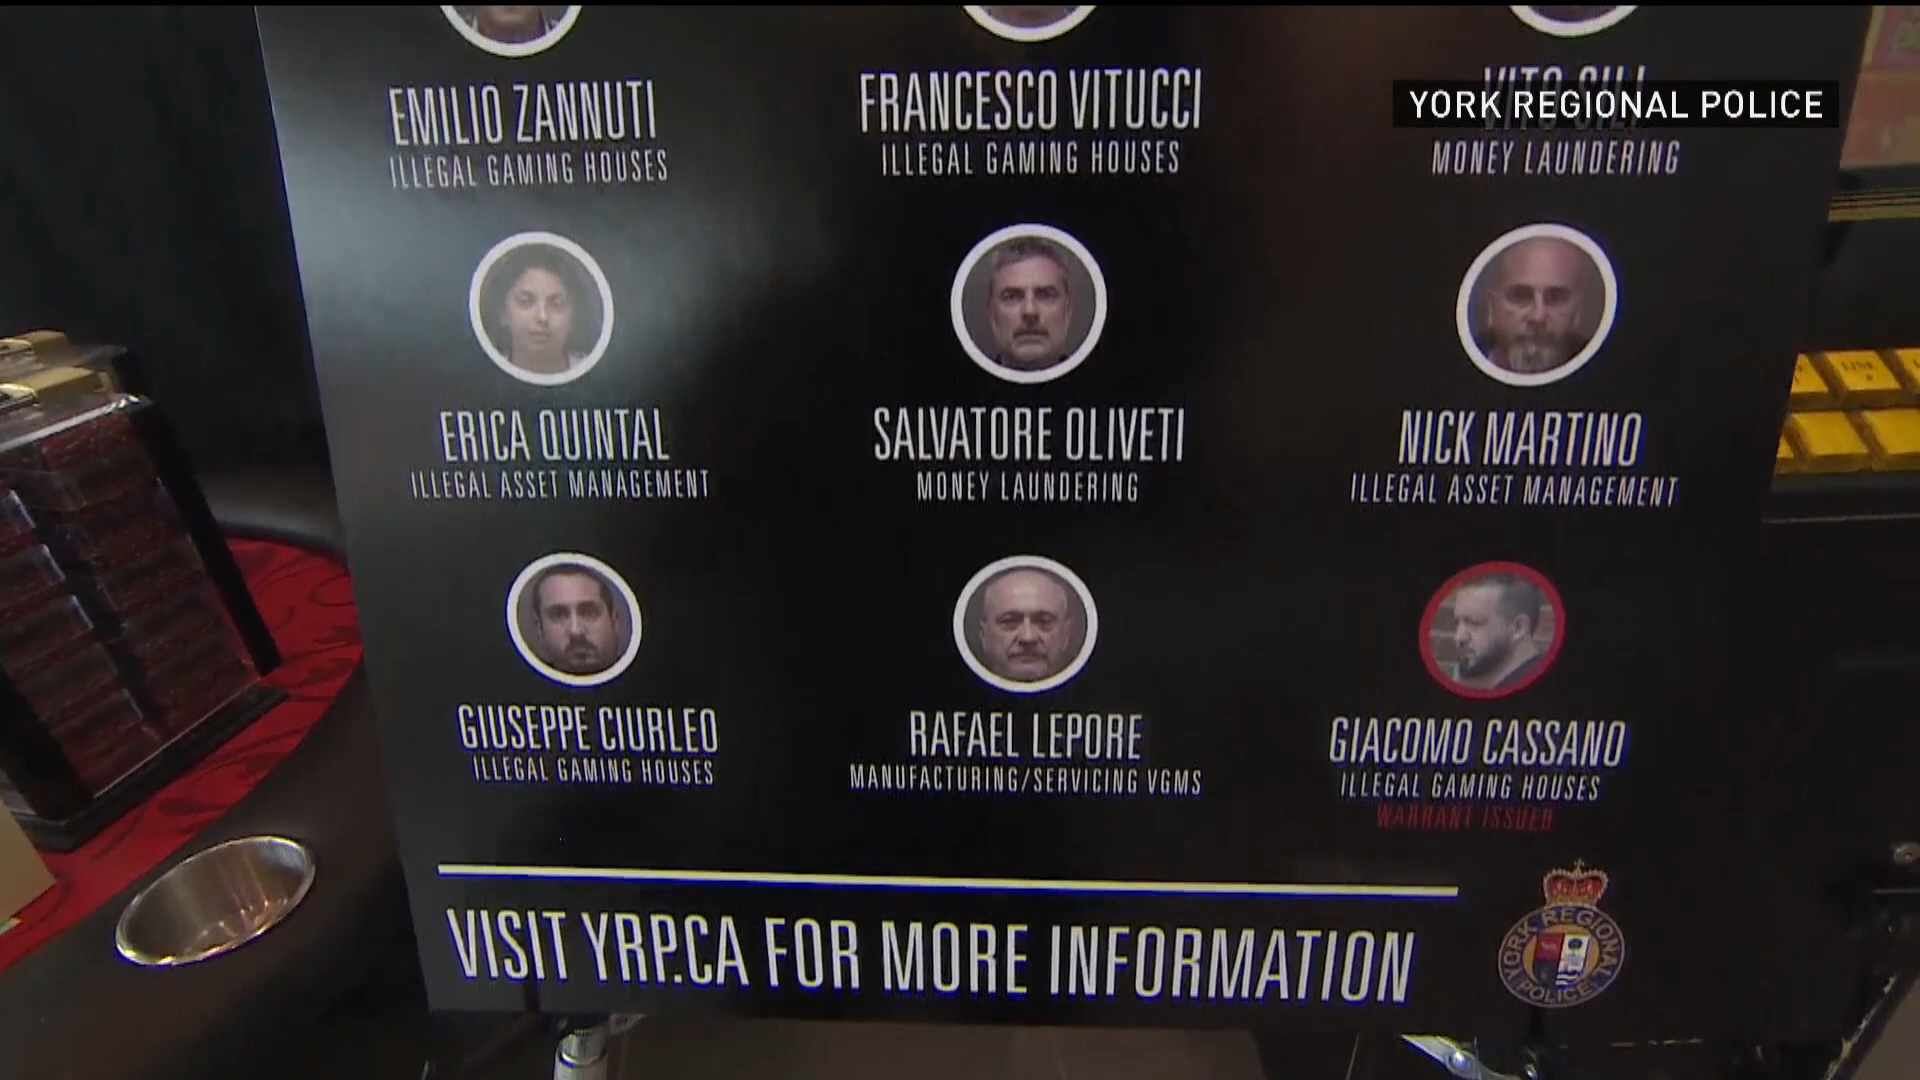 EMILIO ZANNUTI
ILLEGAL GAMING HOUSES
FRANCESCO VITUCCI
ILLEGAL GAMING HOUSES
YORK REGIONAL POLICE
MONEY LAUNDERING
ERICA QUINTAL
ILLEGAL ASSET MANAGEMENT
SALVATORE OLIVETI
MONEY LAUNDERING
NICK MARTINO
ILLEGAL ASSET MANAGEMENT
GIUSEPPE CIURLEO
ILLEGAL GAMING HOUSES
RAFAEL LEPORE
MANUFACTURING/SERVICING VGMS
GIACOMO CASSANO
ILLEGAL GAMING HOUSES
WARRANT ISSUED
VISIT YRP.CA FOR MORE INFORMATION
YORK REGIONAL
POLICE